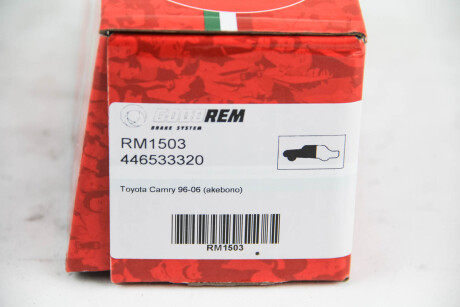 GOODREM
BRAKE SYSTEM
RM1503
446533320
Toyota Camry 96-06 (akebono)
RM1503